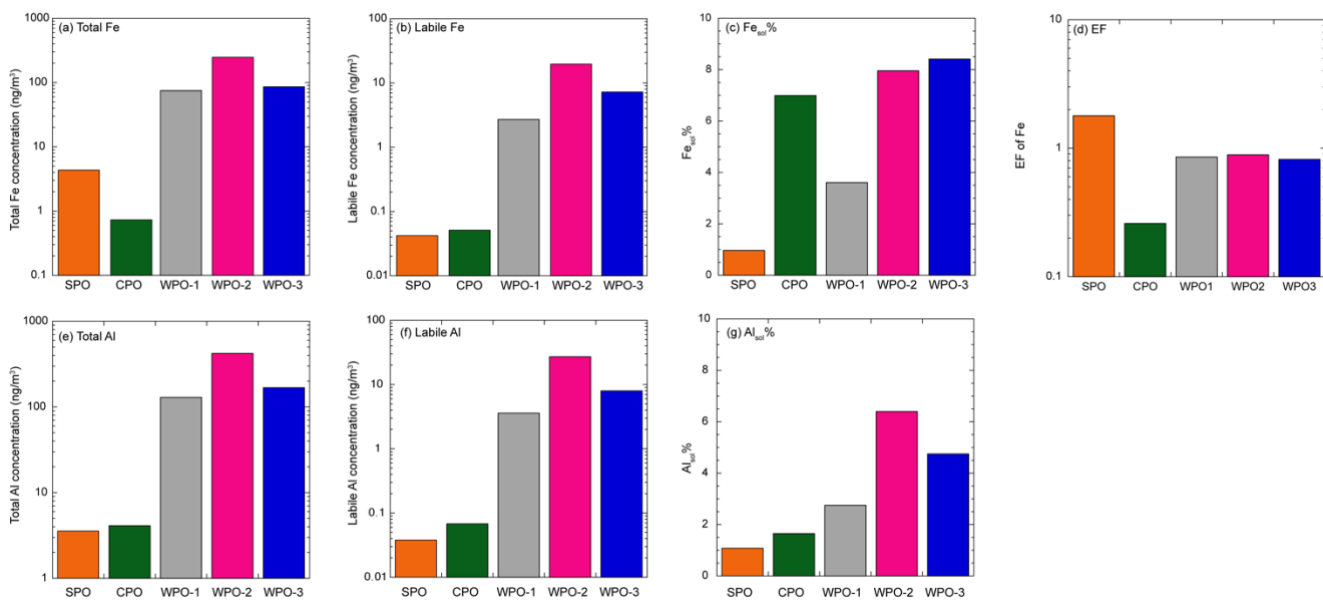 (a) Total Fe
Total Fe concentration (ng/m³)
1000
100
10
1
0.1
SPO CPO WPO-1 WPO-2 WPO-3
(b) Labile Fe
Labile Fe concentration (ng/m³)
100
10
1
0.1
0.01
SPO CPO WPO-1 WPO-2 WPO-3
(c) Fesol%
Fesol%
10
8
6
4
2
0
SPO CPO WPO-1 WPO-2 WPO-3
(d) EF
EF of Fe
10
1
0.1
SPO CPO WPO1 WPO2 WPO3
(e) Total Al
Total Al concentration (ng/m³)
1000
100
10
1
SPO CPO WPO-1 WPO-2 WPO-3
(f) Labile Al
Labile Al concentration (ng/m³)
100
10
1
0.1
0.01
SPO CPO WPO-1 WPO-2 WPO-3
(g) Alsol%
Alsol%
10
8
6
4
2
0
SPO CPO WPO-1 WPO-2 WPO-3